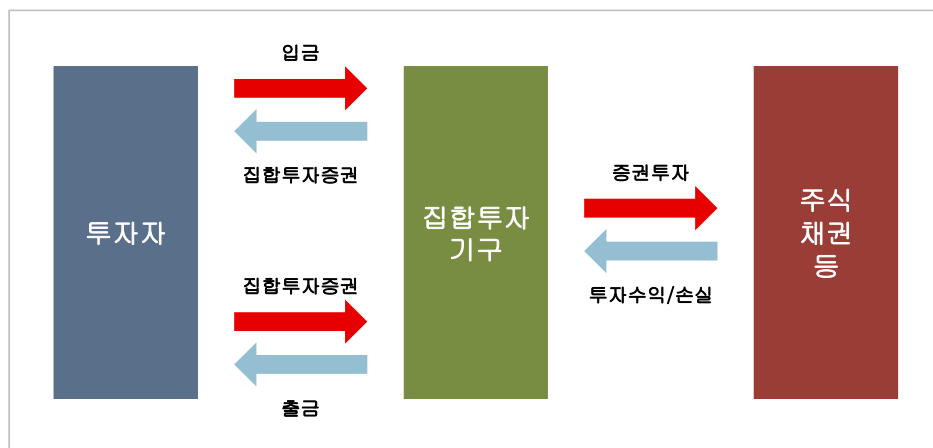 입금
집합투자증권
투자자
집합투자증권
출금
집합투자
기구
증권투자
투자수익/손실
주식
채권
등